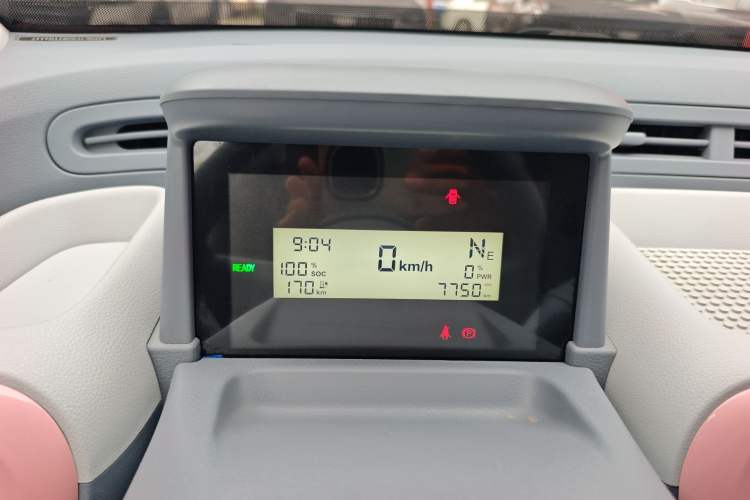 9:04
0 km/h
N E
READY
100 % SOC
0 % PWR
170 km
7750 km
P